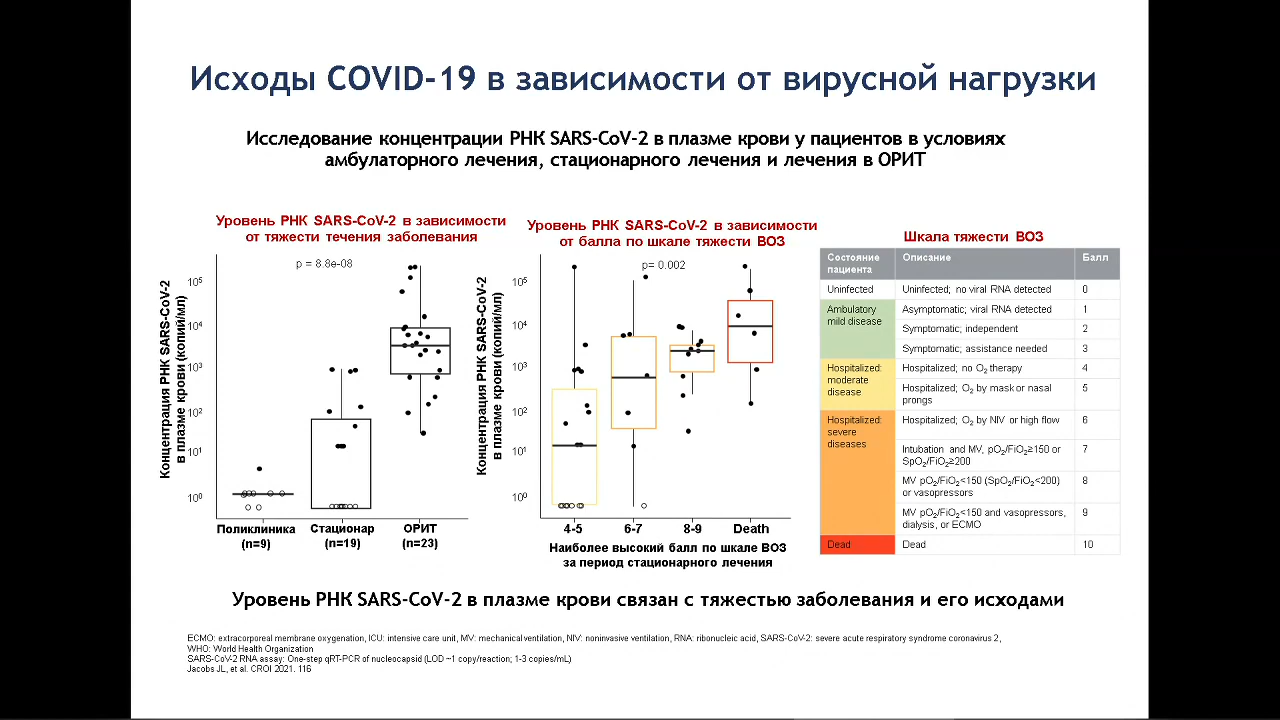 Исходы COVID-19 в зависимости от вирусной нагрузки
Исследование концентрации РНК SARS-CoV-2 в плазме крови у пациентов в условиях
амбулаторного лечения, стационарного лечения и лечения в ОРИТ
Уровень РНК SARS-CoV-2 в зависимости
от тяжести течения заболевания
p = 8.8e-08
Концентрация РНК SARS-CoV-2
в плазме крови (копий/мл)
10⁵
10⁴
10³
10²
10¹
10⁰
Поликлиника Стационар ОРИТ
(n=9) (n=19) (n=23)
Уровень РНК SARS-CoV-2 в зависимости
от балла по шкале тяжести ВОЗ
p= 0.002
Концентрация РНК SARS-CoV-2
в плазме крови (копий/мл)
10⁵
10⁴
10³
10²
10¹
10⁰
4-5 6-7 8-9 Death
Наиболее высокий балл по шкале ВОЗ
за период стационарного лечения
Шкала тяжести ВОЗ
Состояние пациента Описание Балл
Uninfected Uninfected; no viral RNA detected 0
Ambulatory mild disease Asymptomatic; viral RNA detected 1
Symptomatic; independent 2
Symptomatic; assistance needed 3
Hospitalized: moderate disease Hospitalized; no O₂ therapy 4
Hospitalized; O₂ by mask or nasal prongs 5
Hospitalized: severe diseases Hospitalized; O₂ by NIV or high flow 6
Intubation and MV, pO₂/FiO₂≥150 or SpO₂/FiO₂≥200 7
MV pO₂/FiO₂<150 (SpO₂/FiO₂<200) or vasopressors 8
MV pO₂/FiO₂<150 and vasopressors, dialysis, or ECMO 9
Dead Dead 10
Уровень РНК SARS-CoV-2 в плазме крови связан с тяжестью заболевания и его исходами
ECMO: extracorporeal membrane oxygenation, ICU: intensive care unit, MV: mechanical ventilation, NIV: noninvasive ventilation, RNA: ribonucleic acid, SARS-CoV-2: severe acute respiratory syndrome coronavirus 2,
WHO: World Health Organization
SARS-CoV-2 RNA assay: One-step qRT-PCR of nucleocapsid (LOD ~1 copy/reaction; 1-3 copies/mL)
Jacobs JL, et al. CROI 2021. 116